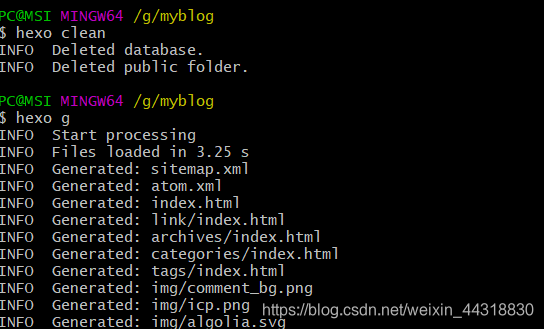 PC@MSI MINGW64 /g/myblog
$ hexo clean
INFO  Deleted database.
INFO  Deleted public folder.
PC@MSI MINGW64 /g/myblog
$ hexo g
INFO  Start processing
INFO  Files loaded in 3.25 s
INFO  Generated: sitemap.xml
INFO  Generated: atom.xml
INFO  Generated: index.html
INFO  Generated: link/index.html
INFO  Generated: archives/index.html
INFO  Generated: categories/index.html
INFO  Generated: tags/index.html
INFO  Generated: img/comment_bg.png
INFO  Generated: img/icp.png
https://blog.csdn.net/weixin_44318830
INFO  Generated: img/algolia.svg